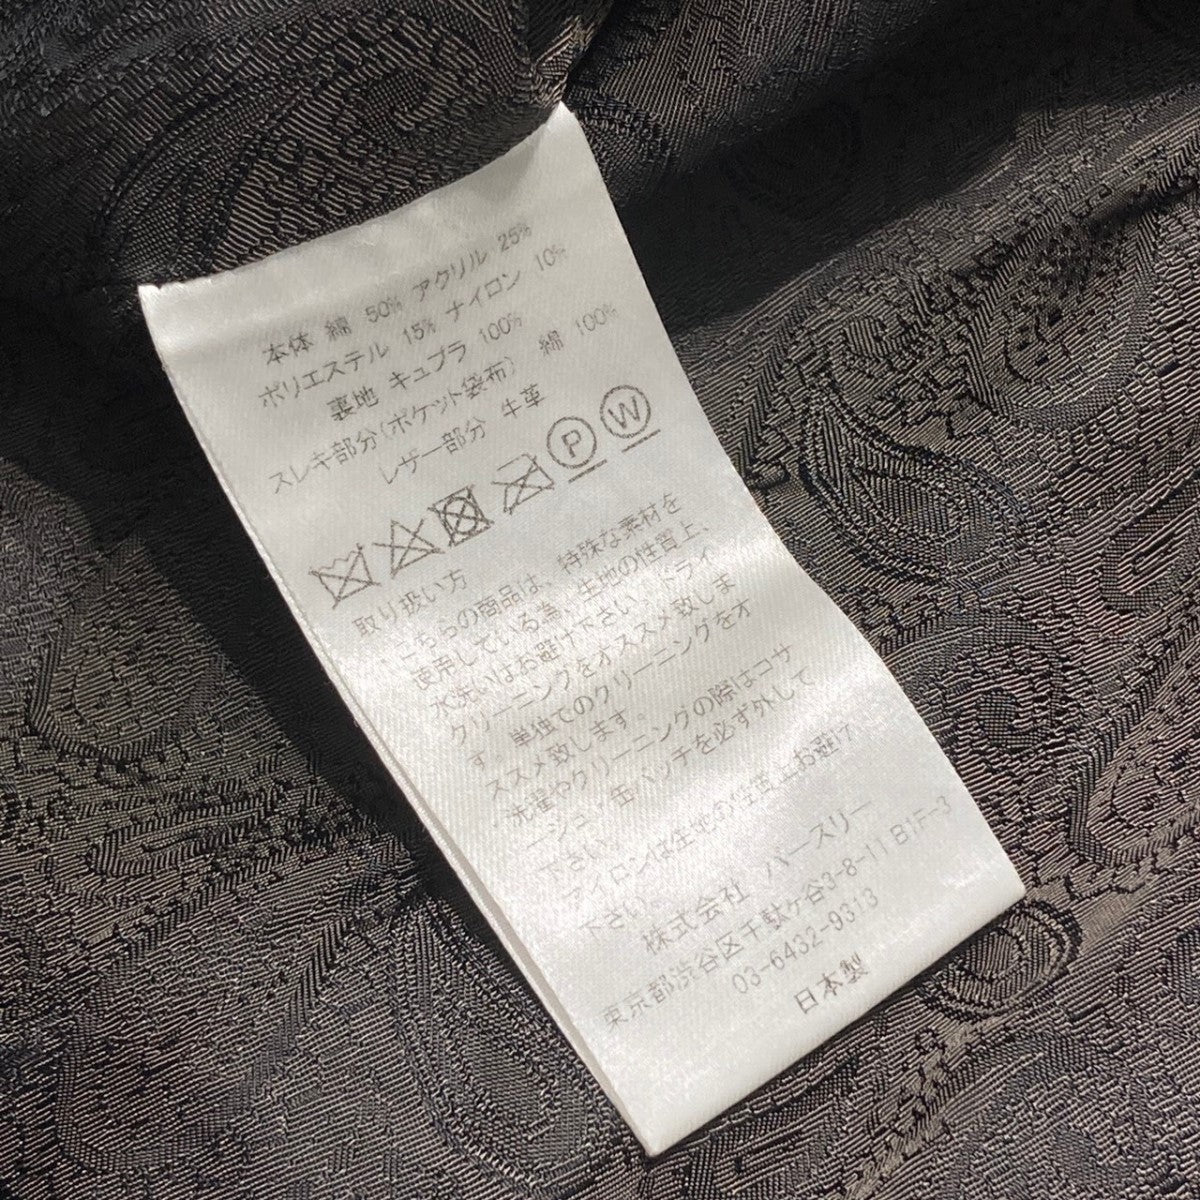 本体 綿 50% アクリル 25%
ポリエステル 15% ナイロン 10%
裏地 キュプラ 100%
スレキ部分(ポケット袋布) 綿 100%
レザー部分 牛革
P W
取り扱い方
・こちらの商品は、特殊な素材を
使用している為、生地の性質上、
水洗いはお避け下さい。ドライ
クリーニングをオススメ致しま
す。単独でのクリーニングをオ
ススメ致します。
・洗濯やクリーニングの際はコサ
ージュ・缶バッチを必ず外して
下さい。
アイロンは生地の性質上お避け
下さい。
株式会社 バースリー
東京都渋谷区千駄ヶ谷3-8-11 B1F-3
03-6432-9313
日本製